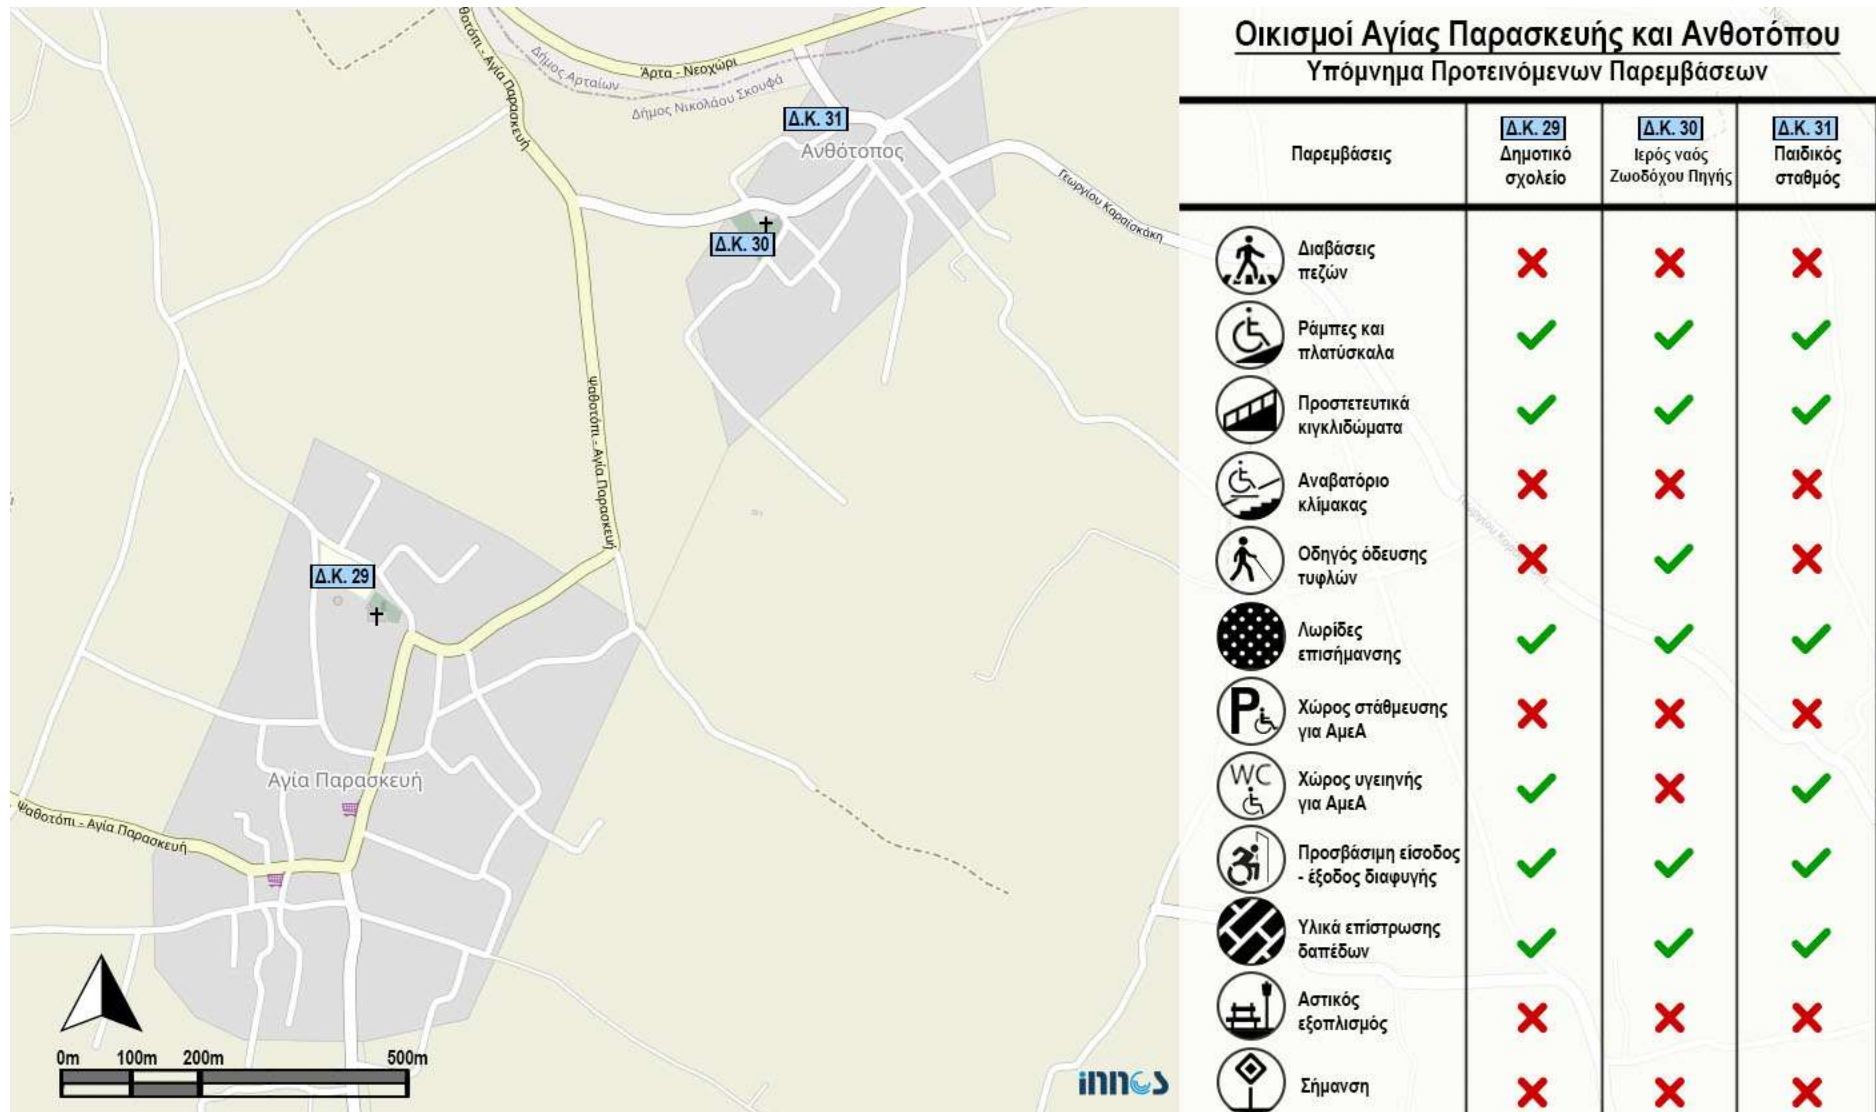 Οικισμοί Αγίας Παρασκευής και Ανθοτόπου
Υπόμνημα Προτεινόμενων Παρεμβάσεων
Παρεμβάσεις
Δ.Κ. 29
Δημοτικό
σχολείο
Δ.Κ. 30
Ιερός ναός
Ζωοδόχου Πηγής
Δ.Κ. 31
Παιδικός
σταθμός
Διαβάσεις
πεζών
Ράμπες και
πλατύσκαλα
Προστετευτικά
κιγκλιδώματα
Αναβατόριο
κλίμακας
Οδηγός όδευσης
τυφλών
Λωρίδες
επισήμανσης
P
Χώρος στάθμευσης
για ΑμεΑ
WC
Χώρος υγειηνής
για ΑμεΑ
Προσβάσιμη είσοδος
- έξοδος διαφυγής
Υλικά επίστρωσης
δαπέδων
Αστικός
εξοπλισμός
Σήμανση
θοτόπι - Αγία Παρασκευή
Δήμος Αρταίων
Άρτα - Νεοχώρι
Δήμος Νικολάου Σκουφά
Δ.Κ. 31
Ανθότοπος
Γεωργίου Καραϊσκάκη
Δ.Κ. 30
Ψαθοτόπι - Αγία Παρασκευή
Δ.Κ. 29
Αγία Παρασκευή
Ψαθοτόπι - Αγία Παρασκευή
0m 100m 200m 500m
innos